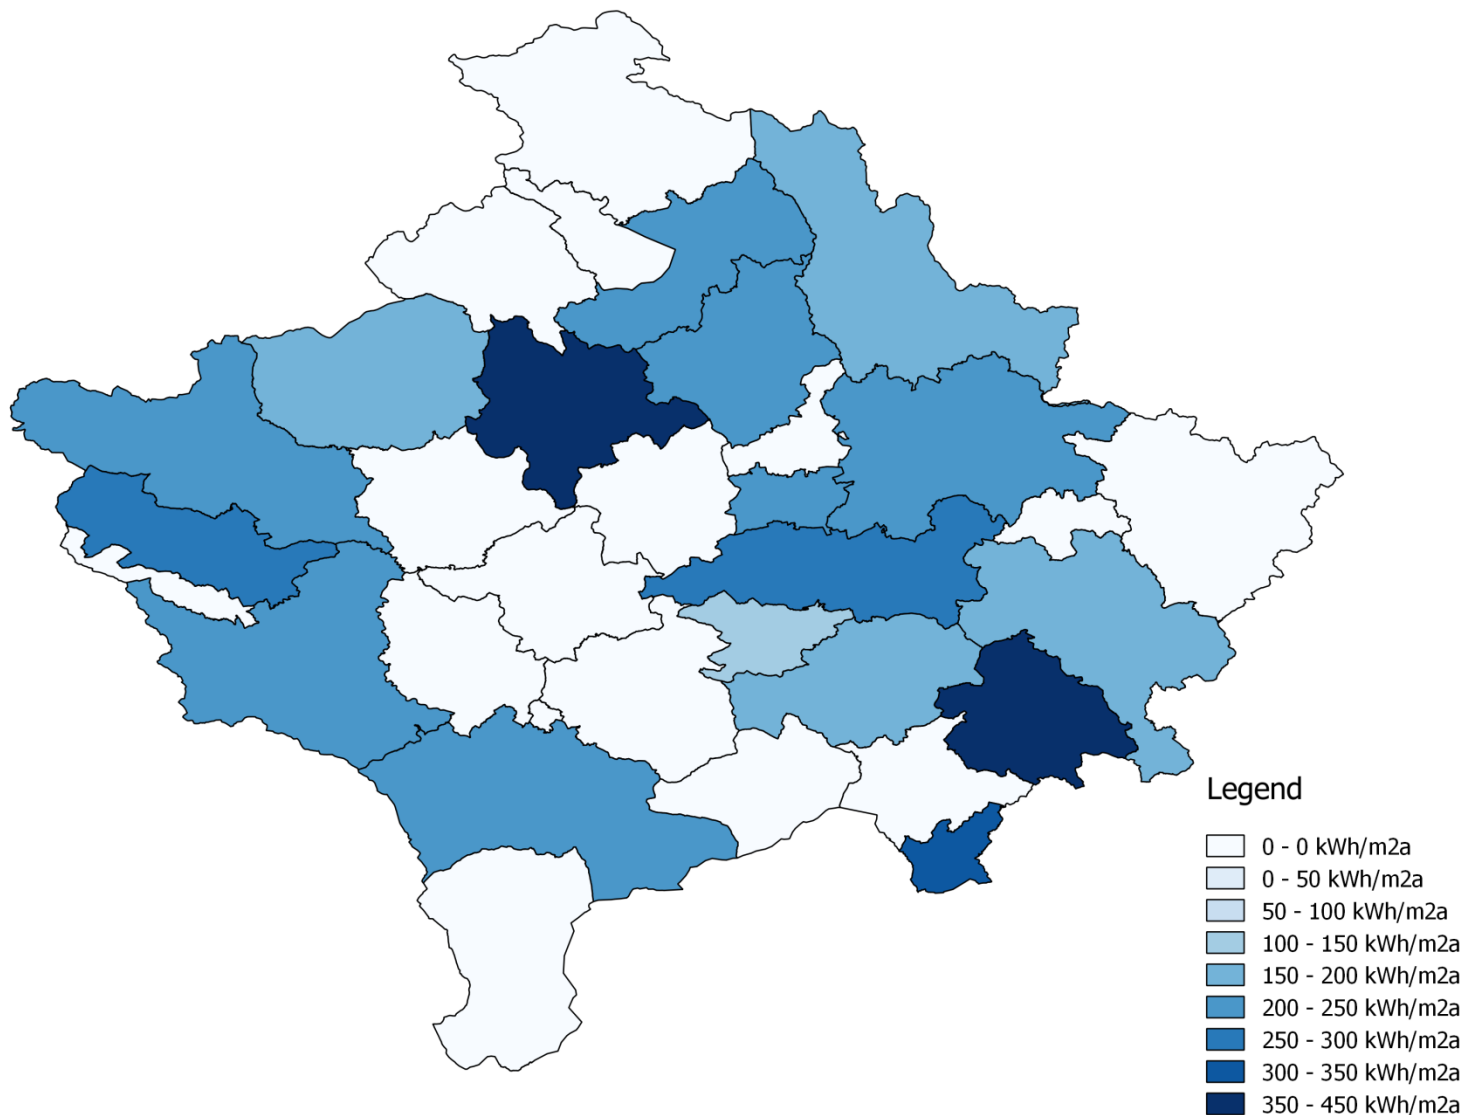 Legend
0 - 0 kWh/m2a
0 - 50 kWh/m2a
50 - 100 kWh/m2a
100 - 150 kWh/m2a
150 - 200 kWh/m2a
200 - 250 kWh/m2a
250 - 300 kWh/m2a
300 - 350 kWh/m2a
350 - 450 kWh/m2a